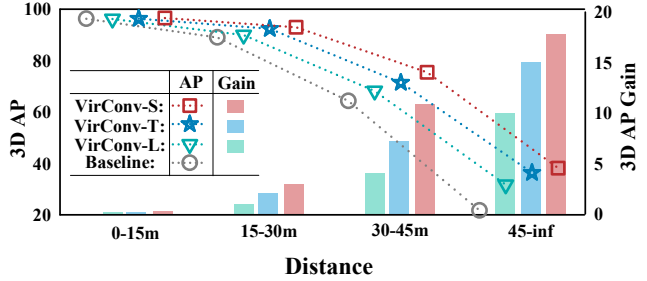 100
80
60
40
20
3D AP
AP Gain
VirConv-S:
VirConv-T:
VirConv-L:
Baseline:
20
15
10
5
0
3D AP Gain
0-15m 15-30m 30-45m 45-inf
Distance